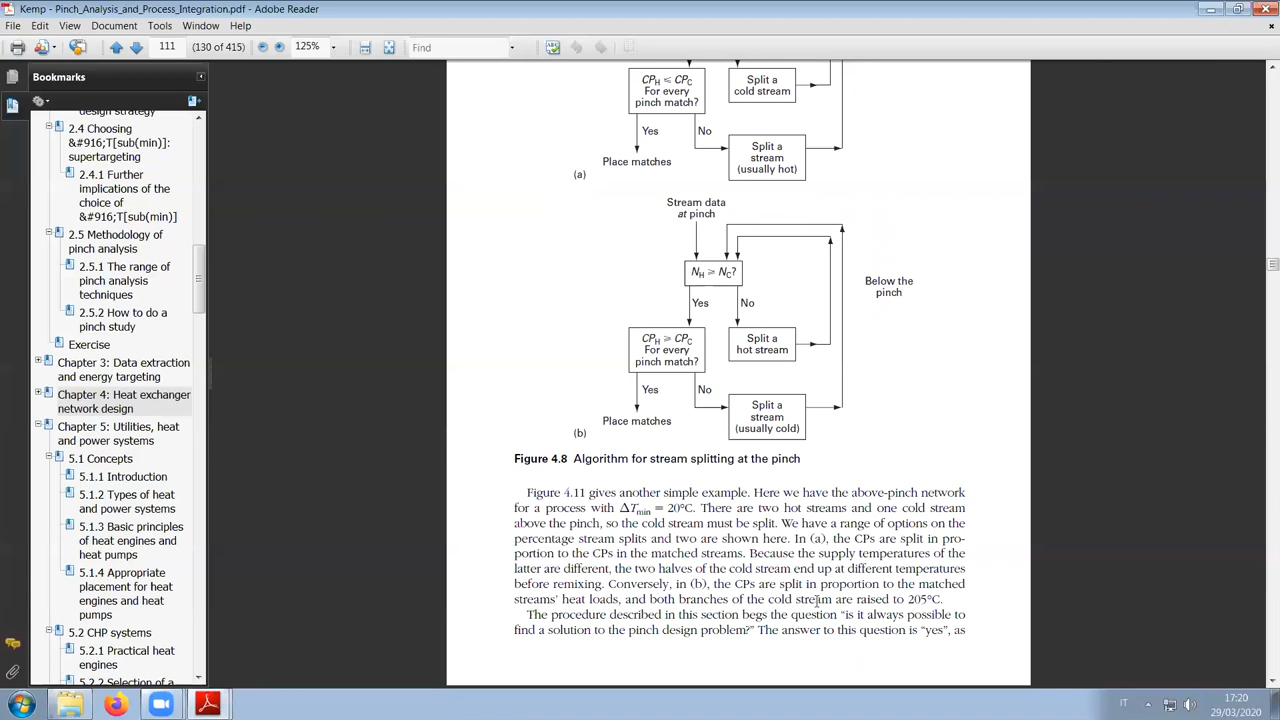 Kemp - Pinch_Analysis_and_Process_Integration.pdf - Adobe Reader
File Edit View Document Tools Window Help
111 (130 of 415) 125% Find
Bookmarks
design strategy
2.4 Choosing
&#916;T[sub(min)]:
supertargeting
2.4.1 Further
implications of the
choice of
&#916;T[sub(min)]
2.5 Methodology of
pinch analysis
2.5.1 The range of
pinch analysis
techniques
2.5.2 How to do a
pinch study
Exercise
Chapter 3: Data extraction
and energy targeting
Chapter 4: Heat exchanger
network design
Chapter 5: Utilities, heat
and power systems
5.1 Concepts
5.1.1 Introduction
5.1.2 Types of heat
and power systems
5.1.3 Basic principles
of heat engines and
heat pumps
5.1.4 Appropriate
placement for heat
engines and heat
pumps
5.2 CHP systems
5.2.1 Practical heat
engines
5.2.2 Selection of a
CPH ⩽ CPC
For every
pinch match?
Split a
cold stream
Yes
No
Place matches
Split a
stream
(usually hot)
(a)
Stream data
at pinch
NH ⩾ NC?
Below the
pinch
Yes
No
CPH ⩾ CPC
For every
pinch match?
Split a
hot stream
Yes
No
Place matches
Split a
stream
(usually cold)
(b)
Figure 4.8 Algorithm for stream splitting at the pinch
Figure 4.11 gives another simple example. Here we have the above-pinch network
for a process with ΔTmin = 20°C. There are two hot streams and one cold stream
above the pinch, so the cold stream must be split. We have a range of options on the
percentage stream splits and two are shown here. In (a), the CPs are split in pro-
portion to the CPs in the matched streams. Because the supply temperatures of the
latter are different, the two halves of the cold stream end up at different temperatures
before remixing. Conversely, in (b), the CPs are split in proportion to the matched
streams' heat loads, and both branches of the cold stream are raised to 205°C.
The procedure described in this section begs the question “is it always possible to
find a solution to the pinch design problem?” The answer to this question is “yes”, as
IT
17:20
29/03/2020